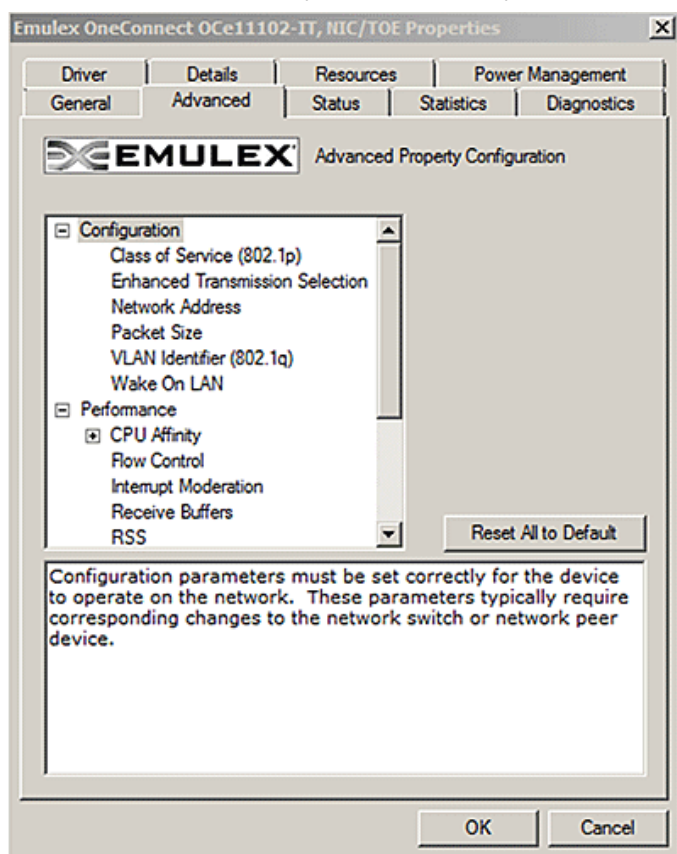 Emulex OneConnect OCe11102-IT, NIC/TOE Properties
Driver Details Resources Power Management
General Advanced Status Statistics Diagnostics
EMULEX Advanced Property Configuration
Configuration
Class of Service (802.1p)
Enhanced Transmission Selection
Network Address
Packet Size
VLAN Identifier (802.1q)
Wake On LAN
Performance
CPU Affinity
Flow Control
Interrupt Moderation
Receive Buffers
RSS
Reset All to Default
Configuration parameters must be set correctly for the device
to operate on the network. These parameters typically require
corresponding changes to the network switch or network peer
device.
OK Cancel